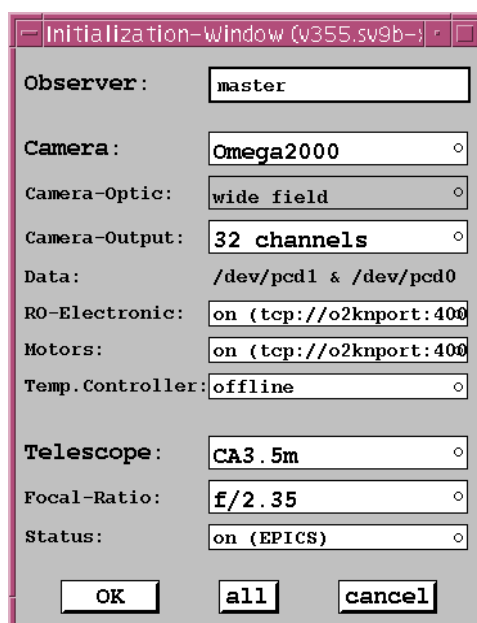 Initialization-Window (v355.sv9b-
Observer: master
Camera: Omega2000
Camera-Optic: wide field
Camera-Output: 32 channels
Data: /dev/pcd1 & /dev/pcd0
RO-Electronic: on (tcp://o2knport:400
Motors: on (tcp://o2knport:400
Temp.Controller: offline
Telescope: CA3.5m
Focal-Ratio: f/2.35
Status: on (EPICS)
OK all cancel